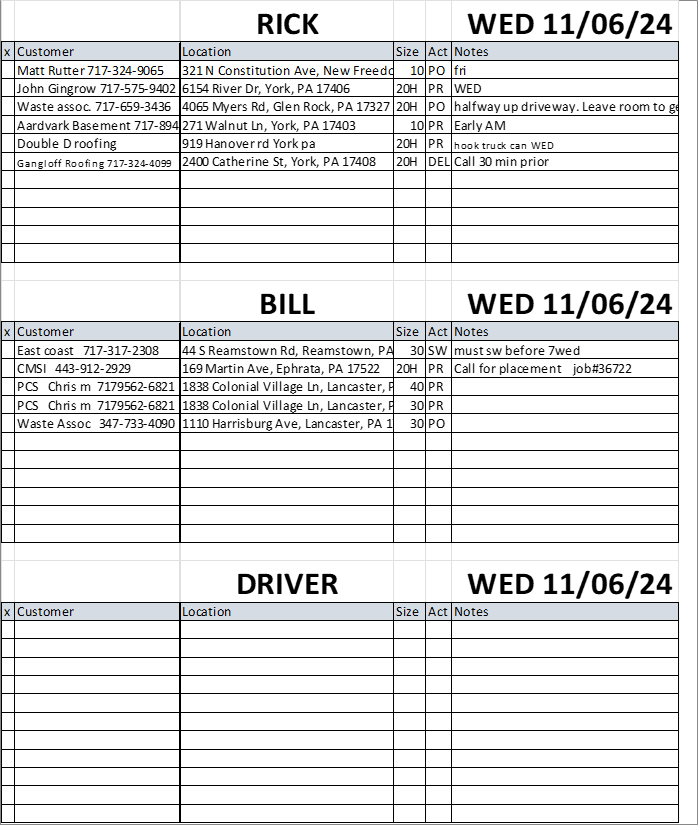 RICK WED 11/06/24
x Customer Location Size Act Notes
Matt Rutter 717-324-9065 321 N Constitution Ave, New Freedo 10 PO fri
John Gingrow 717-575-9402 6154 River Dr, York, PA 17406 20H PR WED
Waste assoc. 717-659-3436 4065 Myers Rd, Glen Rock, PA 17327 20H PO halfway up driveway. Leave room to ge
Aardvark Basement 717-894 271 Walnut Ln, York, PA 17403 10 PR Early AM
Double D roofing 919 Hanover rd York pa 20H PR hook truck can WED
Gangloff Roofing 717-324-4099 2400 Catherine St, York, PA 17408 20H DEL Call 30 min prior
BILL WED 11/06/24
x Customer Location Size Act Notes
East coast 717-317-2308 44 S Reamstown Rd, Reamstown, PA 30 SW must sw before 7wed
CMSI 443-912-2929 169 Martin Ave, Ephrata, PA 17522 20H PR Call for placement job#36722
PCS Chris m 7179562-6821 1838 Colonial Village Ln, Lancaster, P 40 PR
PCS Chris m 7179562-6821 1838 Colonial Village Ln, Lancaster, P 30 PR
Waste Assoc 347-733-4090 1110 Harrisburg Ave, Lancaster, PA 1 30 PO
DRIVER WED 11/06/24
x Customer Location Size Act Notes